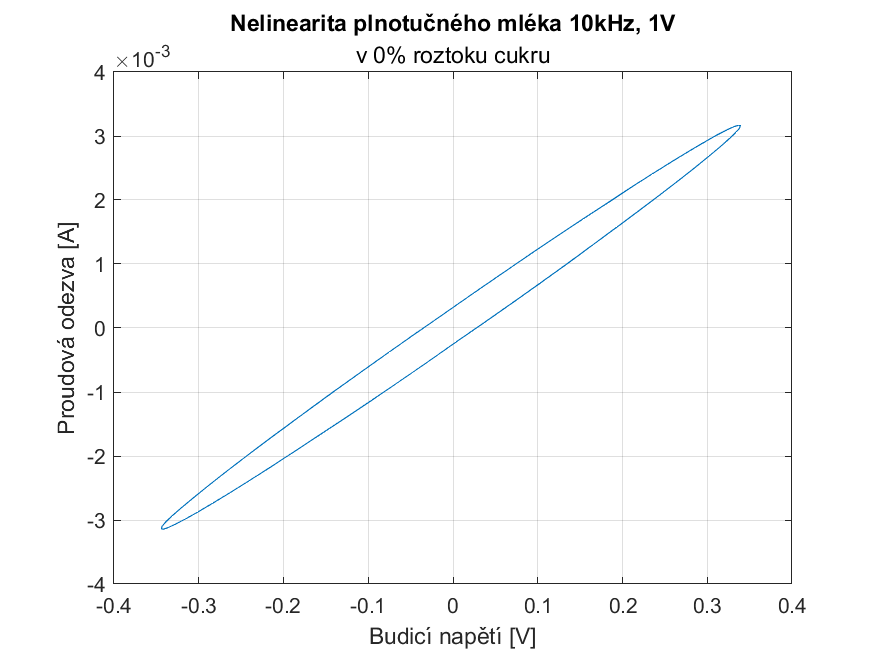 Nelinearita plnotučného mléka 10kHz, 1V
v 0% roztoku cukru
×10-3
4
3
2
1
0
-1
-2
-3
-4
Proudová odezva [A]
-0.4 -0.3 -0.2 -0.1 0 0.1 0.2 0.3 0.4
Budicí napětí [V]